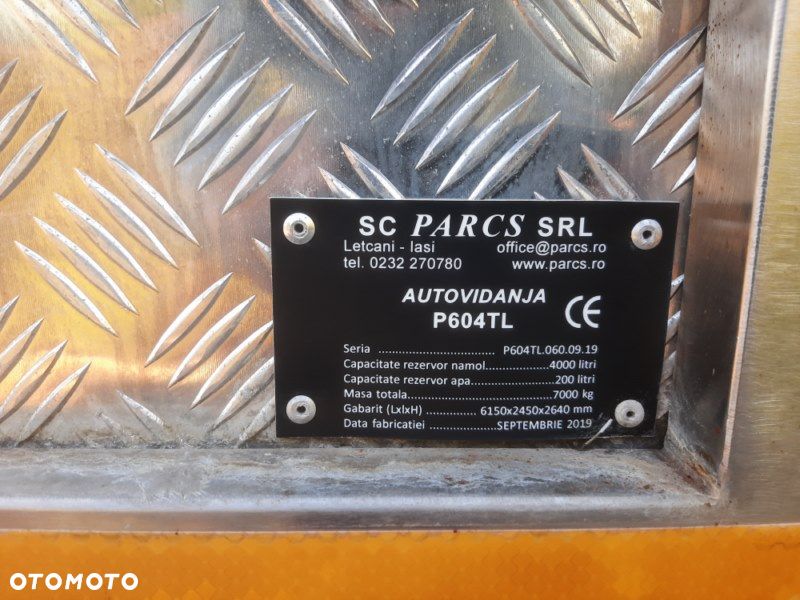 SC PARCS SRL
Letcani - Iasi office@parcs.ro
tel. 0232 270780 www.parcs.ro
AUTOVIDANJA
P604TL
CE
Seria ................................. P604TL.060.09.19
Capacitate rezervor namol..................4000 litri
Capacitate rezervor apa........................200 litri
Masa totala..........................................7000 kg
Gabarit (LxlxH) .............. 6150x2450x2640 mm
Data fabricatiei ...................SEPTEMBRIE 2019
OTOMOTO